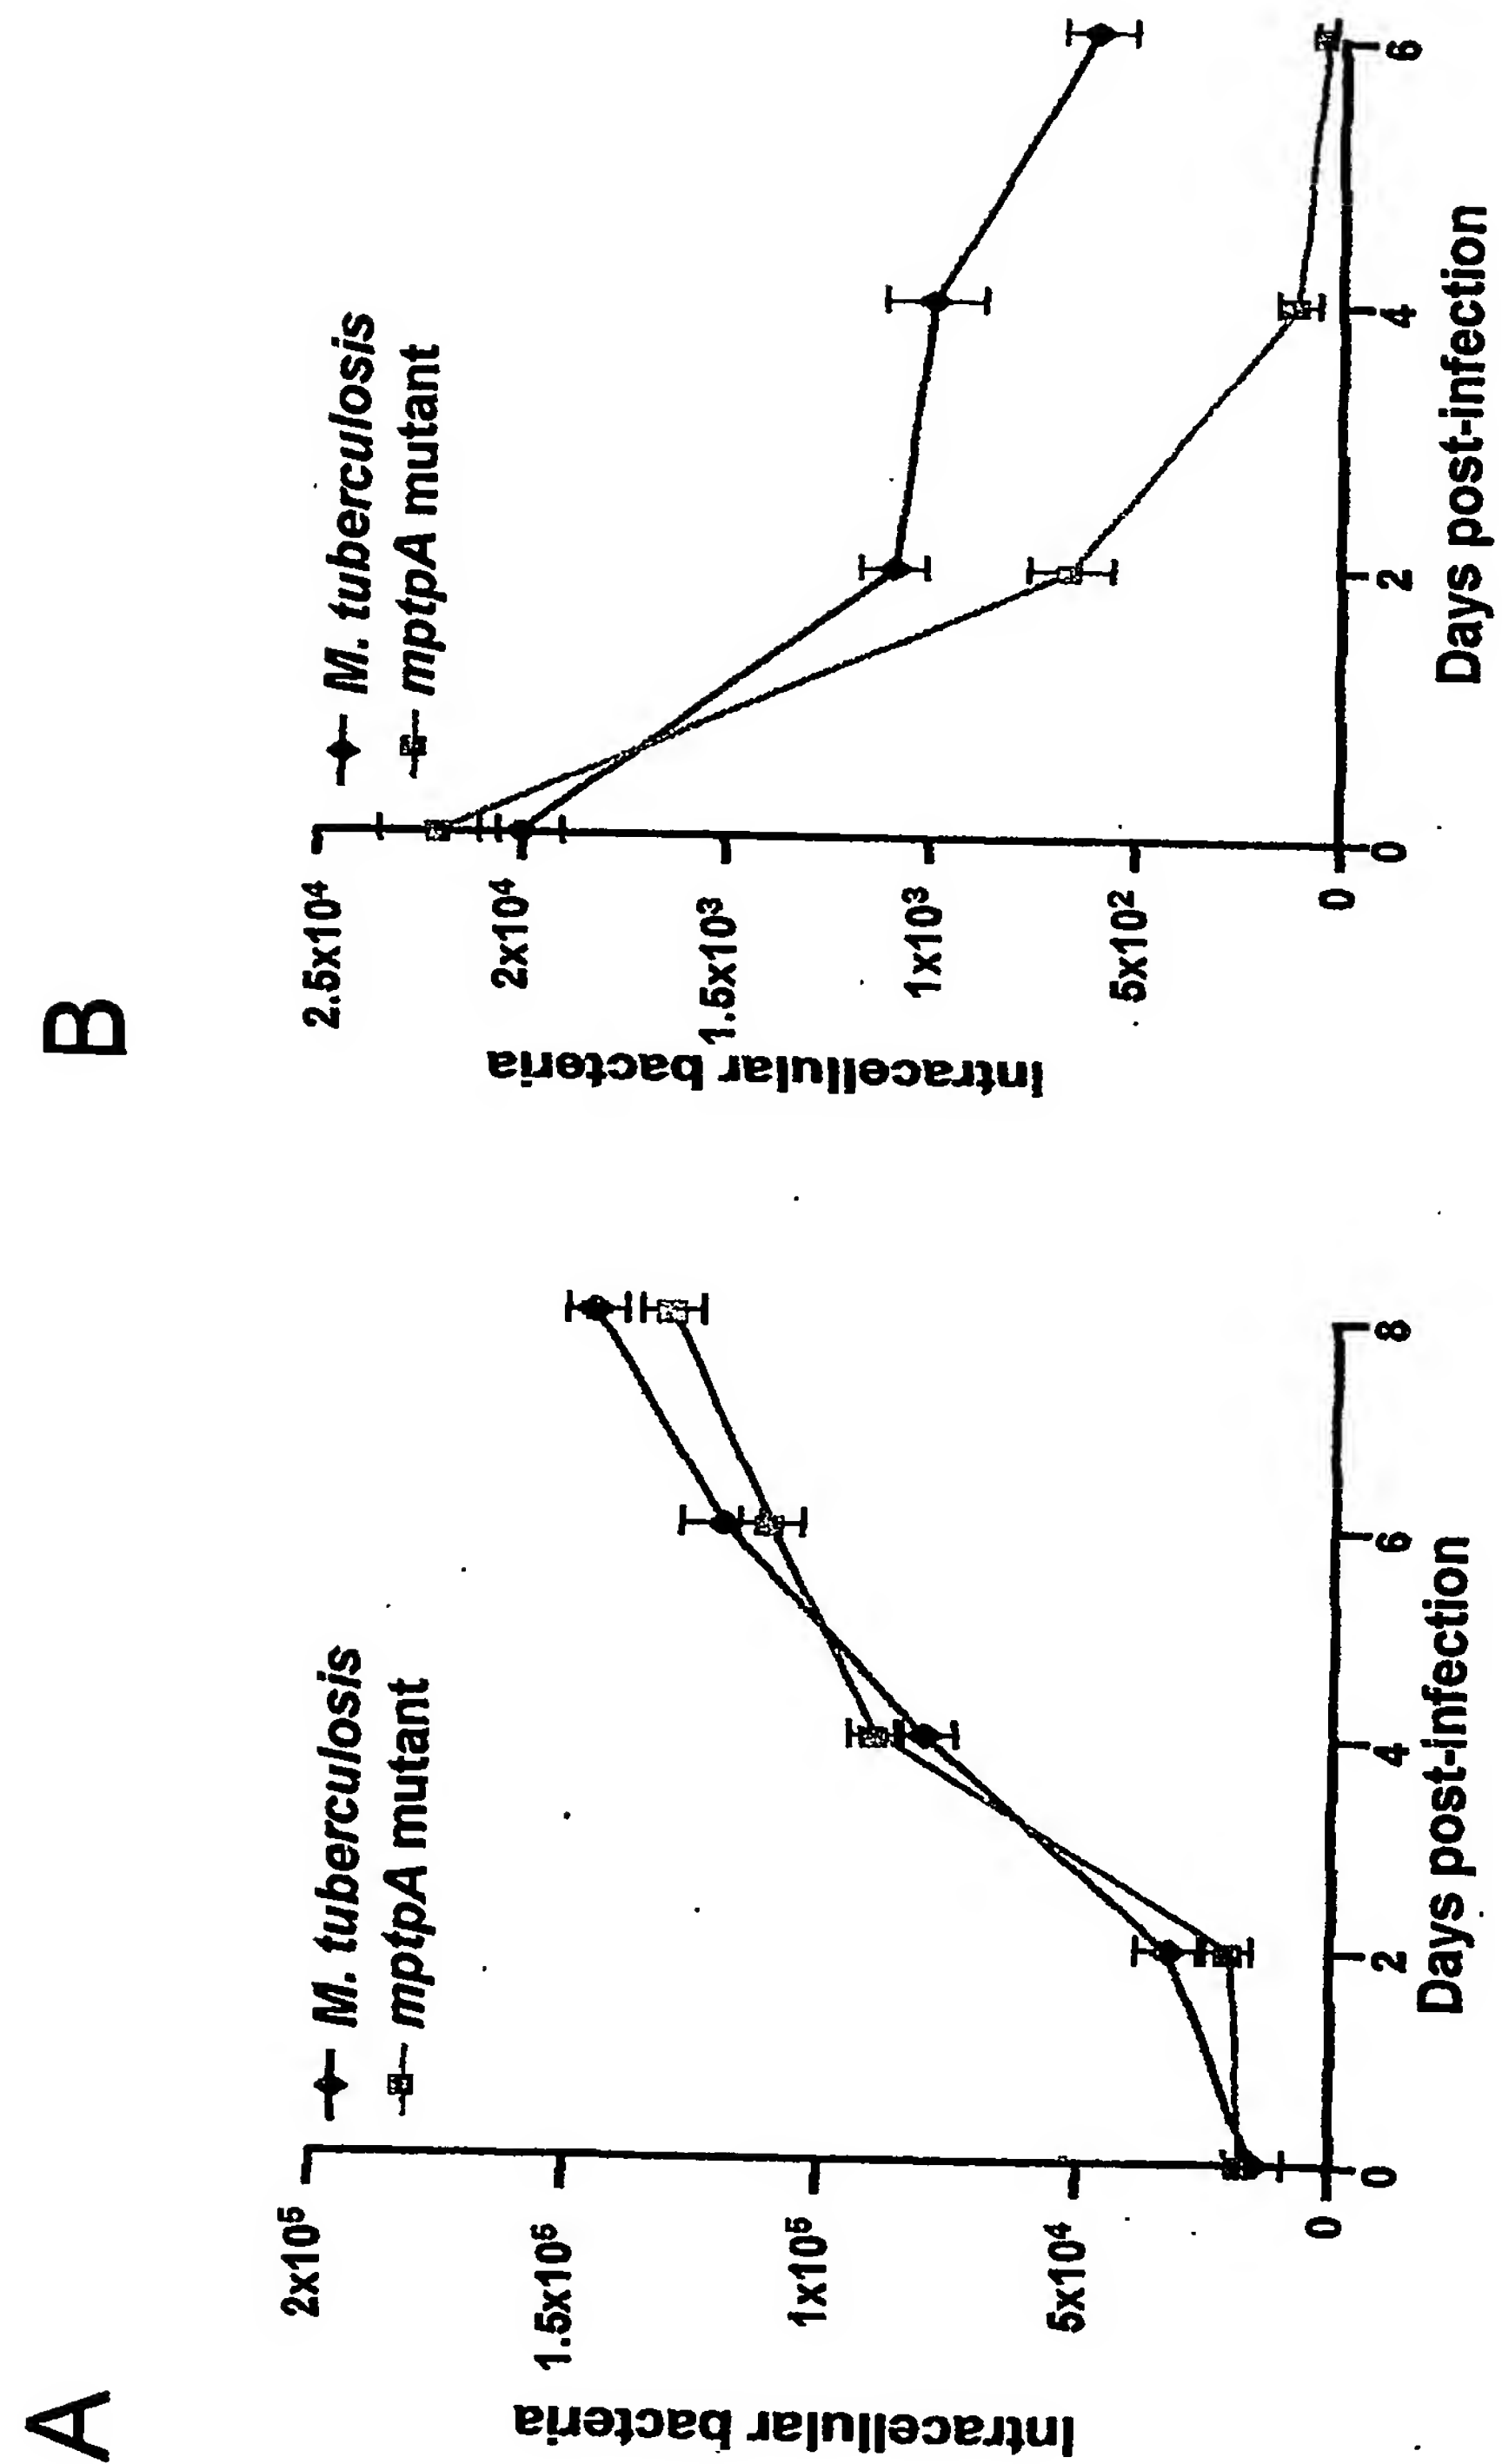 A
M. tuberculosis
mptpA mutant
2x10⁵
1.5x10⁵
1x10⁵
5x10⁴
0
Intracellular bacteria
0
2
4
6
8
Days post-infection
B
M. tuberculosis
mptpA mutant
2.5x10⁴
2x10⁴
1.5x10³
1x10³
5x10²
0
Intracellular bacteria
0
2
4
6
Days post-infection